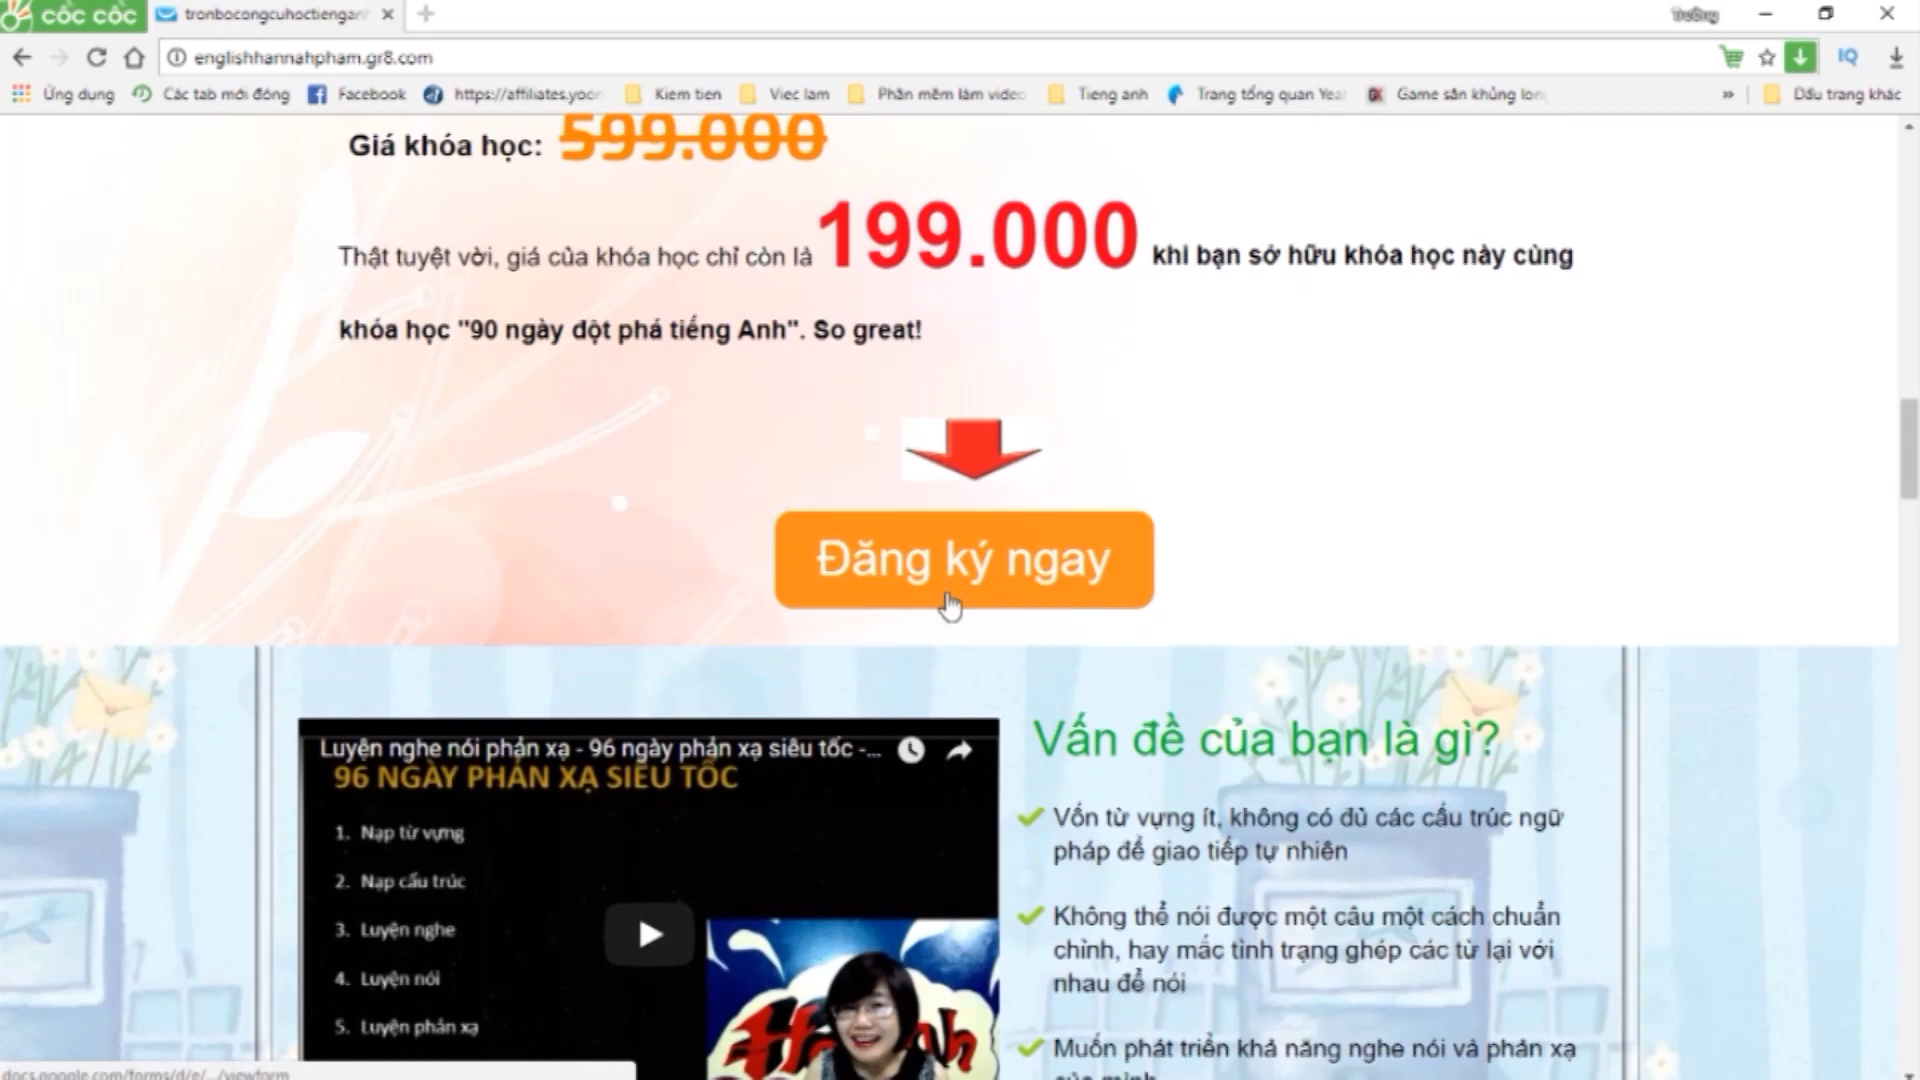 cốc cốc
tronbocongcuhoctiengan
Trường
englishhannahpham.gr8.com
IQ
Ứng dụng
Các tab mới đóng
Facebook
https://affiliates.yoon
Kiem tien
Viec lam
Phần mềm làm video
Tieng anh
Trang tổng quan Yea
Game săn khủng lon
Dấu trang khác
Giá khóa học: 599.000
Thật tuyệt vời, giá của khóa học chỉ còn là 199.000 khi bạn sở hữu khóa học này cùng
khóa học "90 ngày đột phá tiếng Anh". So great!
Đăng ký ngay
Luyện nghe nói phản xạ - 96 ngày phản xạ siêu tốc -...
96 NGÀY PHẢN XẠ SIÊU TỐC
1. Nạp từ vựng
2. Nạp cấu trúc
3. Luyện nghe
4. Luyện nói
5. Luyện phản xạ
Vấn đề của bạn là gì?
Vốn từ vựng ít, không có đủ các cấu trúc ngữ
pháp để giao tiếp tự nhiên
Không thể nói được một câu một cách chuẩn
chỉnh, hay mắc tình trạng ghép các từ lại với
nhau để nói
Muốn phát triển khả năng nghe nói và phản xạ
của mình
docs.google.com/forms/d/e/.../viewform